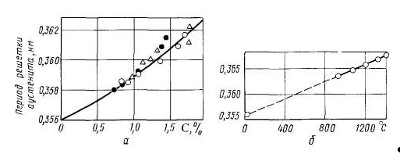 Период решетки
аустенита, нм
0,362
0,360
0,358
0,356
0 0,5 1,0 1,5 C,%
а
0,365
0,360
0,355
0 400 800 1200 °C
б